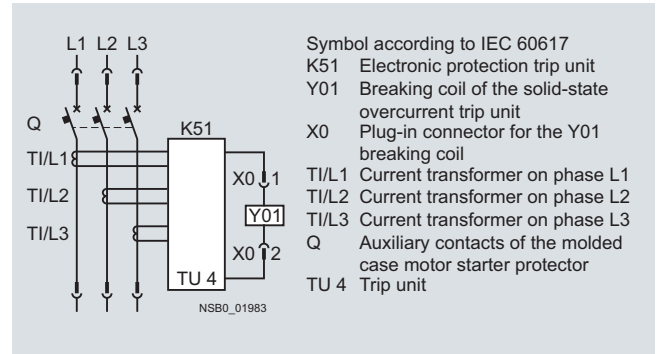 L1 L2 L3
Q
K51
TI/L1
TI/L2
TI/L3
X0 1
Y01
X0 2
TU 4
NSB0_01983
Symbol according to IEC 60617
K51 Electronic protection trip unit
Y01 Breaking coil of the solid-state
overcurrent trip unit
X0 Plug-in connector for the Y01
breaking coil
TI/L1 Current transformer on phase L1
TI/L2 Current transformer on phase L2
TI/L3 Current transformer on phase L3
Q Auxiliary contacts of the molded
case motor starter protector
TU 4 Trip unit